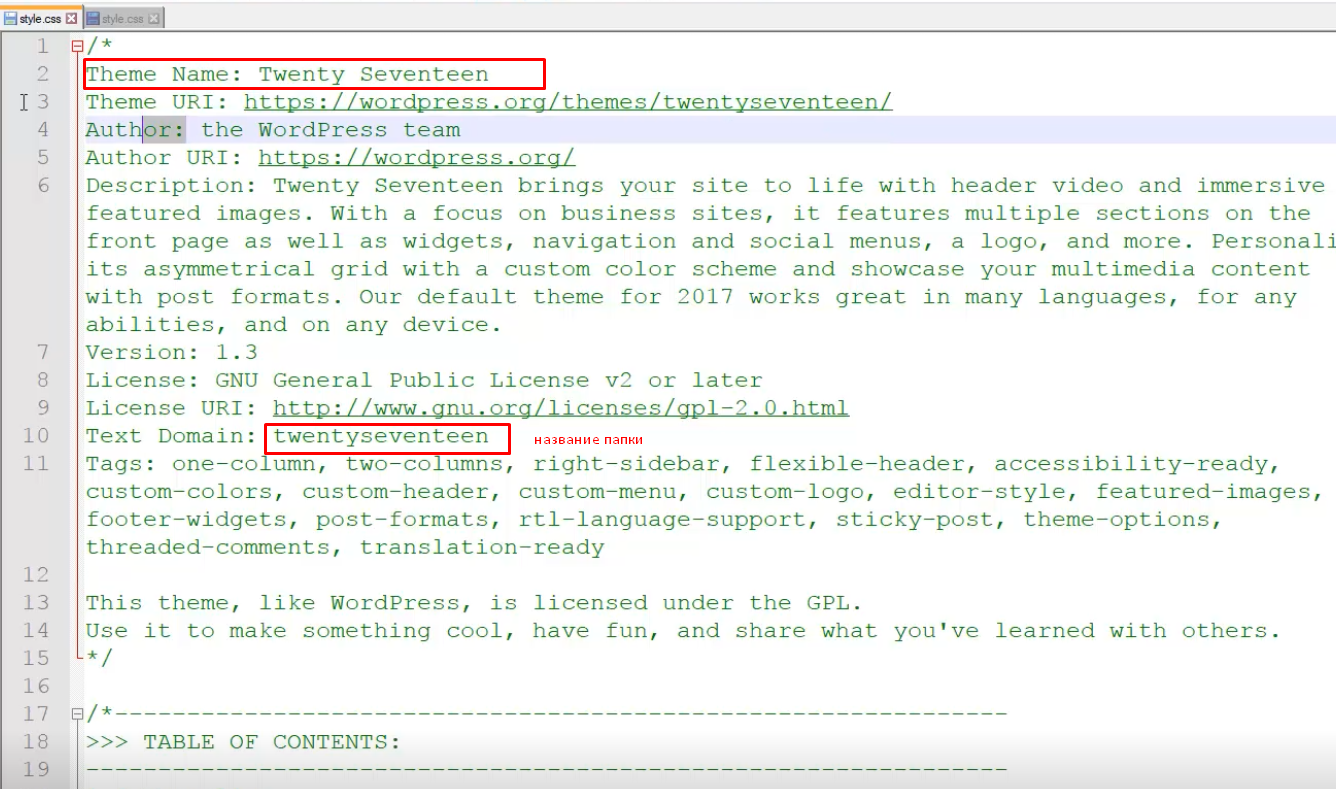 style.css style.css
1 /*
2 Theme Name: Twenty Seventeen
3 Theme URI: https://wordpress.org/themes/twentyseventeen/
4 Author: the WordPress team
5 Author URI: https://wordpress.org/
6 Description: Twenty Seventeen brings your site to life with header video and immersive
featured images. With a focus on business sites, it features multiple sections on the
front page as well as widgets, navigation and social menus, a logo, and more. Personali
its asymmetrical grid with a custom color scheme and showcase your multimedia content
with post formats. Our default theme for 2017 works great in many languages, for any
abilities, and on any device.
7 Version: 1.3
8 License: GNU General Public License v2 or later
9 License URI: http://www.gnu.org/licenses/gpl-2.0.html
10 Text Domain: twentyseventeen название папки
11 Tags: one-column, two-columns, right-sidebar, flexible-header, accessibility-ready,
custom-colors, custom-header, custom-menu, custom-logo, editor-style, featured-images,
footer-widgets, post-formats, rtl-language-support, sticky-post, theme-options,
threaded-comments, translation-ready
12
13 This theme, like WordPress, is licensed under the GPL.
14 Use it to make something cool, have fun, and share what you've learned with others.
15 */
16
17 /*--------------------------------------------------------------
18 >>> TABLE OF CONTENTS:
19 ----------------------------------------------------------------